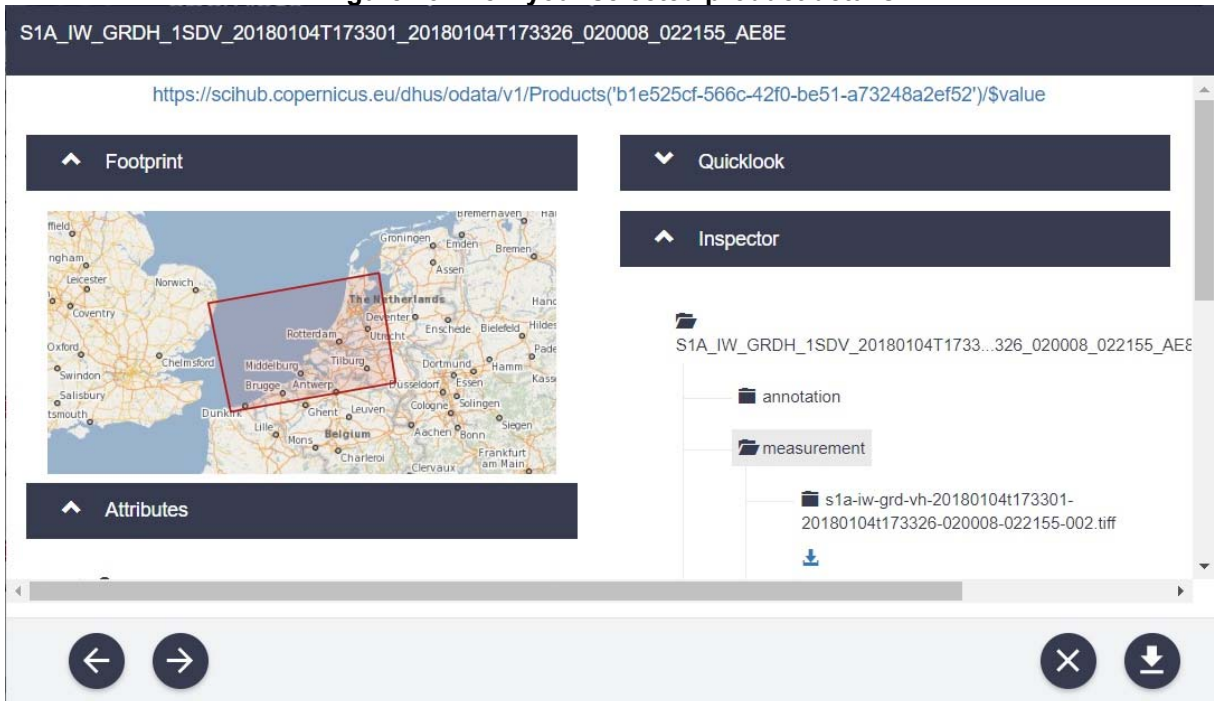 S1A_IW_GRDH_1SDV_20180104T173301_20180104T173326_020008_022155_AE8E
https://scihub.copernicus.eu/dhus/odata/v1/Products('b1e525cf-566c-42f0-be51-a73248a2ef52')/$value
Footprint
Bremerhaven
Groningen
Emden
Bremen
Assen
Leicester
Norwich
The Netherlands
Coventry
Deventer
Enschede
Bielefeld
Rotterdam
Utrecht
Oxford
Chelmsford
Middelburg
Tilburg
Dortmund
Hamm
Swindon
Brugge
Antwerp
Dusseldorf
Essen
Salisbury
Dunkirk
Ghent
Leuven
Cologne
Solingen
Lille
Mons
Belgium
Aachen
Bonn
Siegen
Charleroi
Clervaux
Frankfurt
am Main
Attributes
Quicklook
Inspector
S1A_IW_GRDH_1SDV_20180104T1733...326_020008_022155_AE8
annotation
measurement
s1a-iw-grd-vh-20180104t173301-
20180104t173326-020008-022155-002.tiff